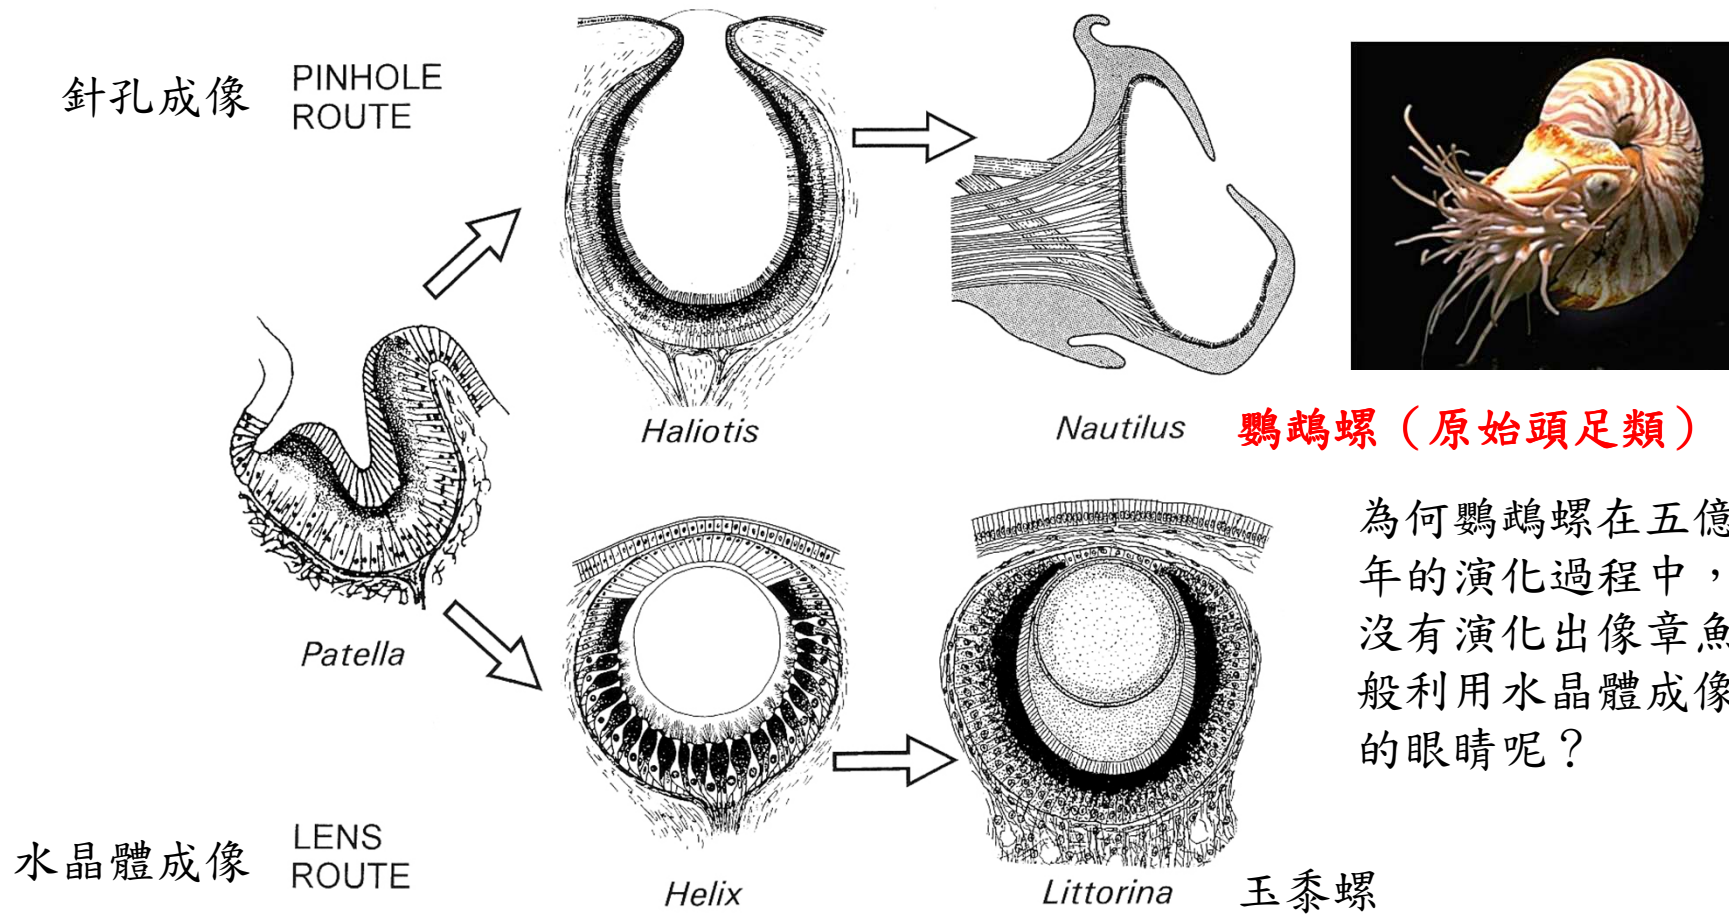 針孔成像
PINHOLE
ROUTE
Haliotis
Nautilus
鸚鵡螺（原始頭足類）
Patella
為何鸚鵡螺在五億
年的演化過程中，
沒有演化出像章魚
般利用水晶體成像
的眼睛呢？
水晶體成像
LENS
ROUTE
Helix
Littorina
玉黍螺